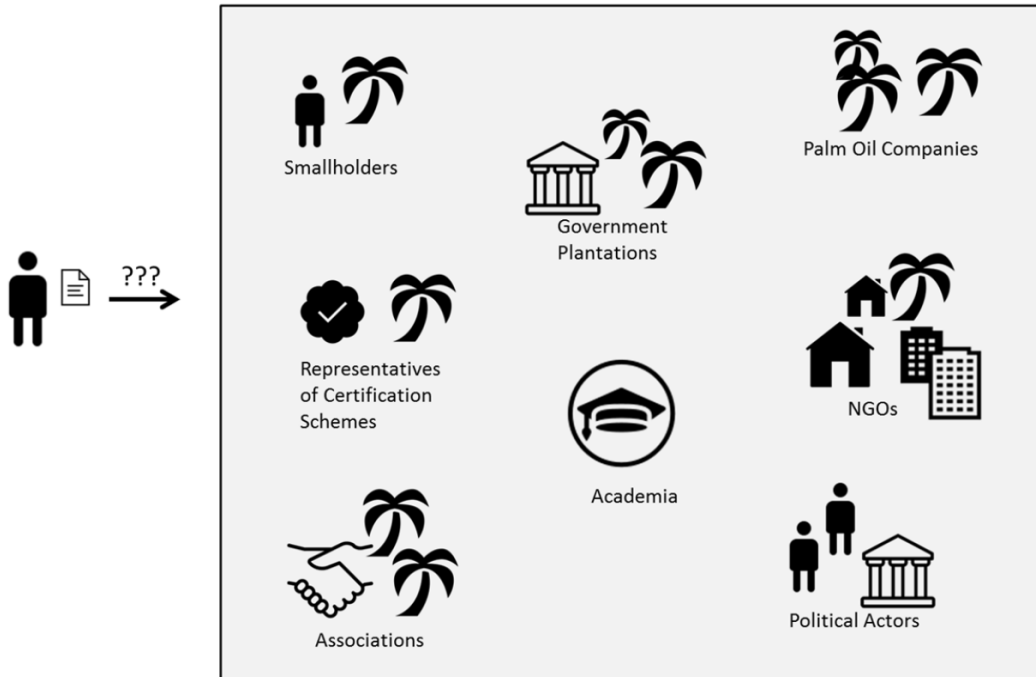 ???
Smallholders
Government
Plantations
Palm Oil Companies
Representatives
of Certification
Schemes
Academia
NGOs
Associations
Political Actors